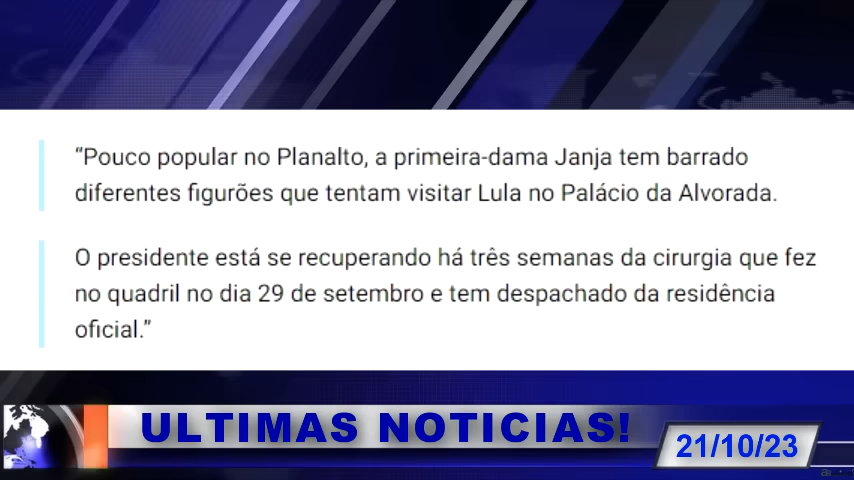 “Pouco popular no Planalto, a primeira-dama Janja tem barrado
diferentes figurões que tentam visitar Lula no Palácio da Alvorada.
O presidente está se recuperando há três semanas da cirurgia que fez
no quadril no dia 29 de setembro e tem despachado da residência
oficial.”
ULTIMAS NOTICIAS!
21/10/23